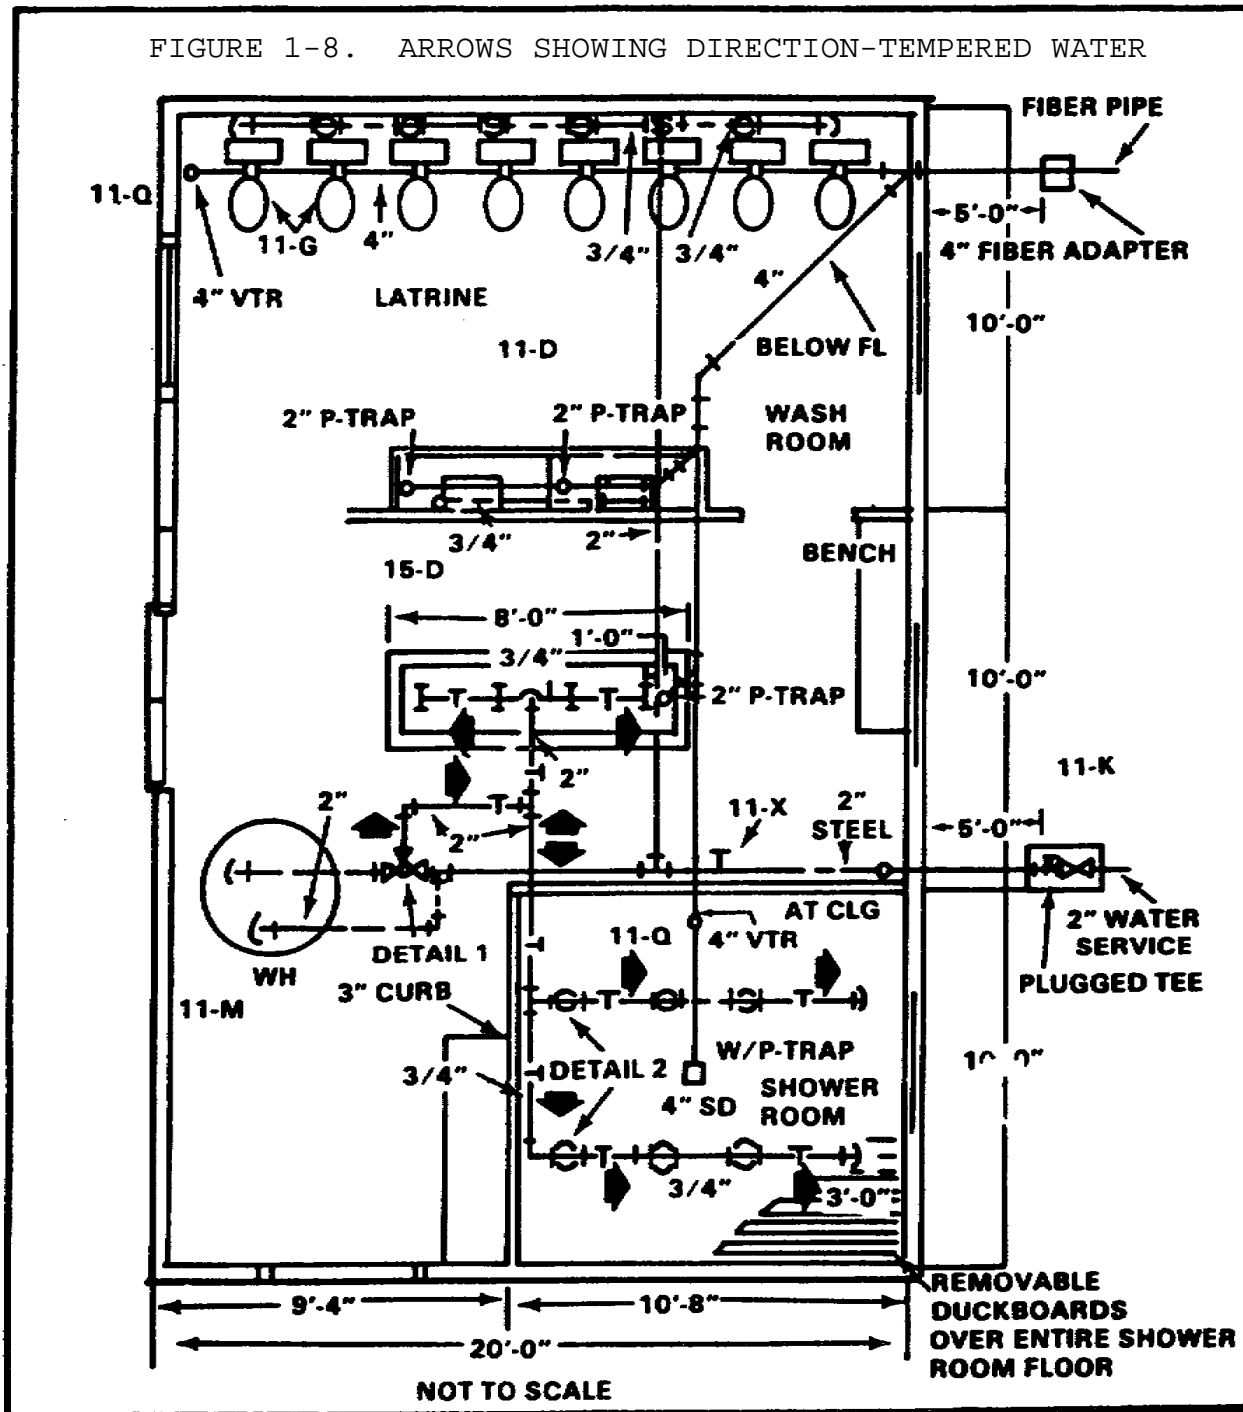 FIGURE 1-8. ARROWS SHOWING DIRECTION-TEMPERED WATER
FIBER PIPE
11-Q
11-G
4"
3/4"
3/4"
5'-0"
4" FIBER ADAPTER
4" VTR
LATRINE
4"
10'-0"
11-D
BELOW FL
2" P-TRAP
2" P-TRAP
WASH
ROOM
3/4"
2"
BENCH
15-D
8'-0"
1'-0"
3/4"
10'-0"
2" P-TRAP
2"
11-K
2"
2"
11-X
2"
STEEL
5'-0"
2"
AT CLG
11-Q
4" VTR
2" WATER
SERVICE
DETAIL 1
WH
3" CURB
PLUGGED TEE
11-M
W/P-TRAP
3/4"
DETAIL 2
4" SD
SHOWER
ROOM
3/4"
3'-0"
REMOVABLE
DUCKBOARDS
OVER ENTIRE SHOWER
ROOM FLOOR
9'-4"
10'-8"
20'-0"
NOT TO SCALE